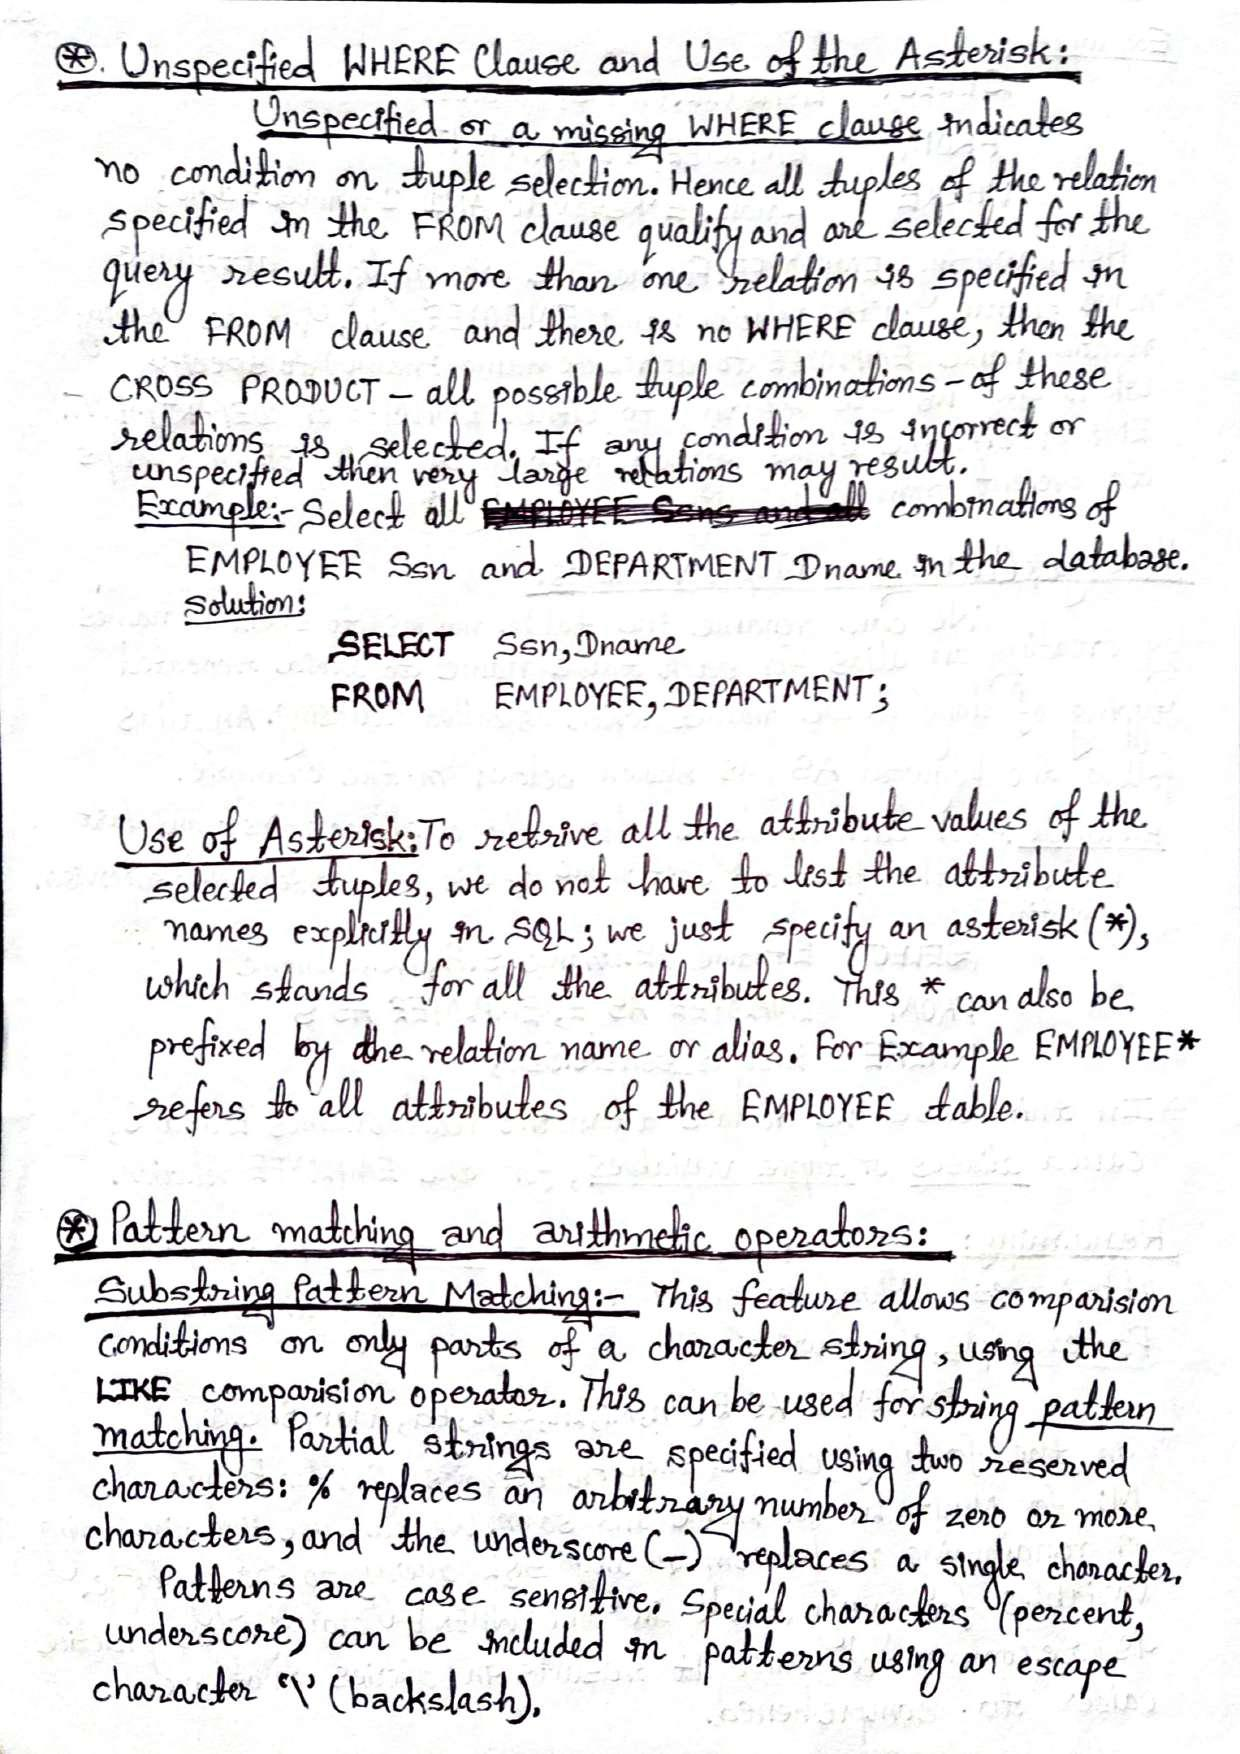 ⊛. Unspecified WHERE Clause and Use of the Asterisk:
Unspecified or a missing WHERE clause indicates
no condition on tuple selection. Hence all tuples of the relation
specified in the FROM clause qualify and are selected for the
query result. If more than one relation is specified in
the FROM clause and there is no WHERE clause, then the
CROSS PRODUCT – all possible tuple combinations – of these
relations is selected. If any condition is incorrect or
unspecified then very large relations may result.
Example:- Select all EMPLOYEE Ssns and all combinations of
EMPLOYEE Ssn and DEPARTMENT Dname in the database.
Solution:
SELECT Ssn, Dname
FROM EMPLOYEE, DEPARTMENT;
Use of Asterisk: To retrive all the attribute values of the
selected tuples, we do not have to list the attribute
names explicitly in SQL; we just specify an asterisk (*),
which stands for all the attributes. This * can also be
prefixed by the relation name or alias. For Example EMPLOYEE*
refers to all attributes of the EMPLOYEE table.
⊛ Pattern matching and arithmetic operators:
Substring Pattern Matching:- This feature allows comparision
conditions on only parts of a character string, using the
LIKE comparision operator. This can be used for string pattern
matching. Partial strings are specified using two reserved
characters: % replaces an arbitrary number of zero or more
characters, and the underscore (_) replaces a single character.
Patterns are case sensitive. Special characters (percent,
underscore) can be included in patterns using an escape
character '\' (backslash).